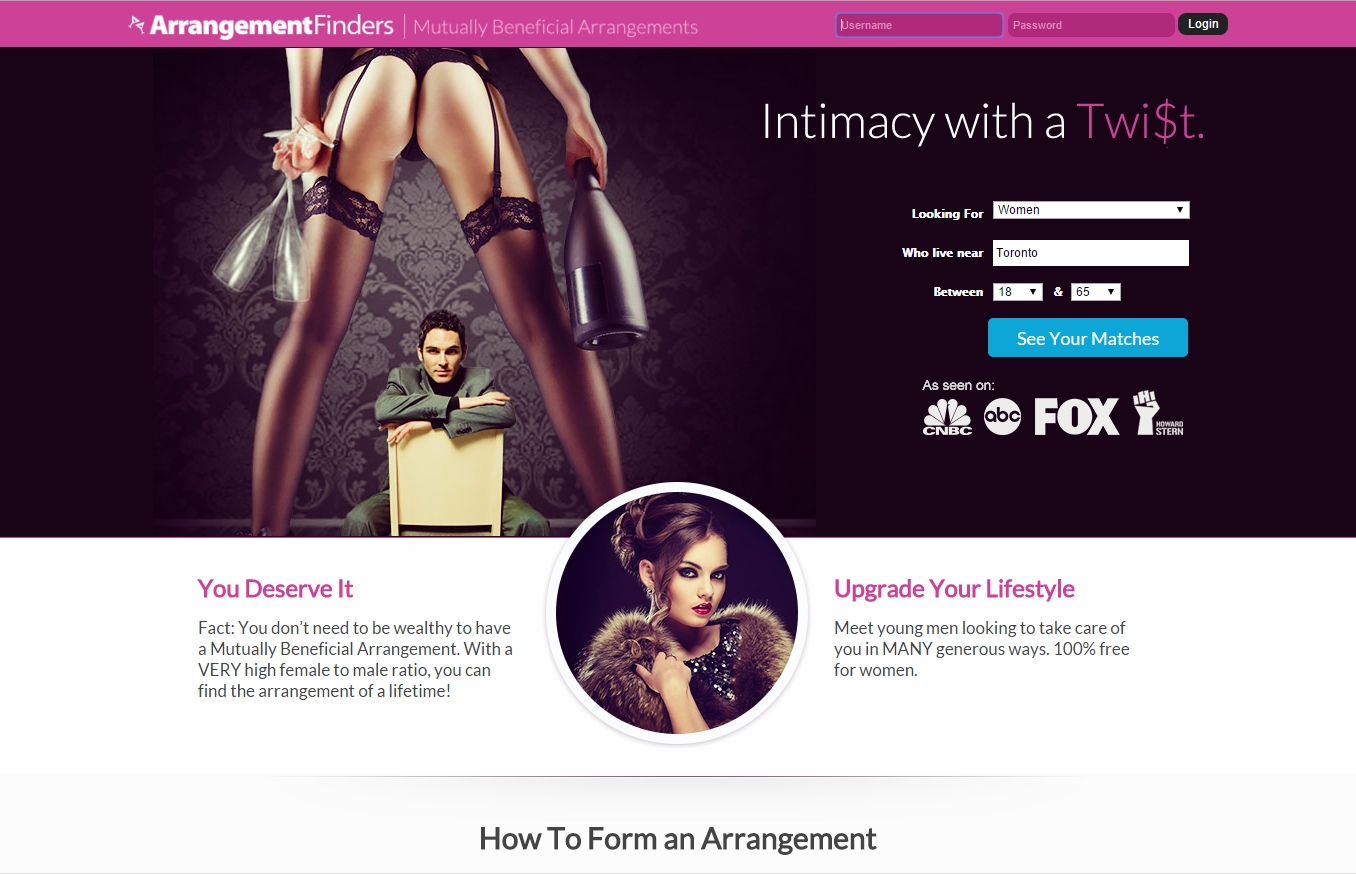 ArrangementFinders | Mutually Beneficial Arrangements
Username
Password
Login
Intimacy with a Twi$t.
Looking For Women
Who live near Toronto
Between 18 & 65
See Your Matches
As seen on:
CNBC abc FOX HOWARD STERN
You Deserve It
Fact: You don't need to be wealthy to have
a Mutually Beneficial Arrangement. With a
VERY high female to male ratio, you can
find the arrangement of a lifetime!
Upgrade Your Lifestyle
Meet young men looking to take care of
you in MANY generous ways. 100% free
for women.
How To Form an Arrangement